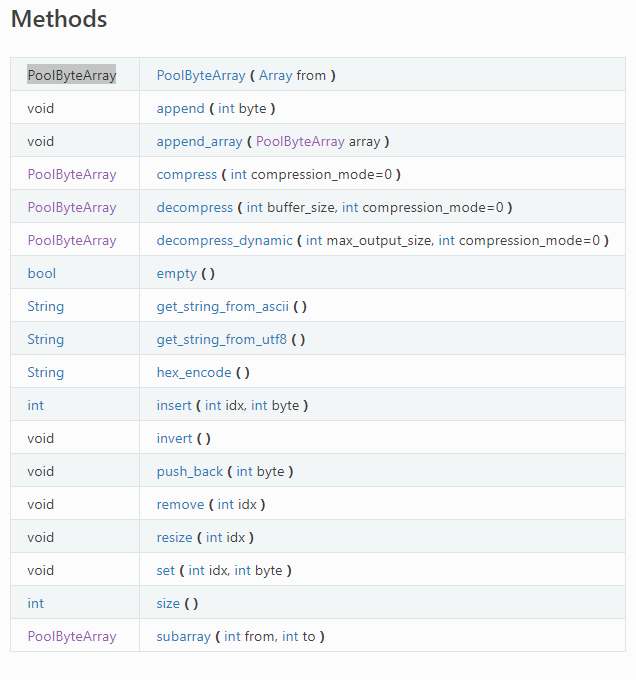 Methods
PoolByteArray PoolByteArray ( Array from )
void append ( int byte )
void append_array ( PoolByteArray array )
PoolByteArray compress ( int compression_mode=0 )
PoolByteArray decompress ( int buffer_size, int compression_mode=0 )
PoolByteArray decompress_dynamic ( int max_output_size, int compression_mode=0 )
bool empty ( )
String get_string_from_ascii ( )
String get_string_from_utf8 ( )
String hex_encode ( )
int insert ( int idx, int byte )
void invert ( )
void push_back ( int byte )
void remove ( int idx )
void resize ( int idx )
void set ( int idx, int byte )
int size ( )
PoolByteArray subarray ( int from, int to )